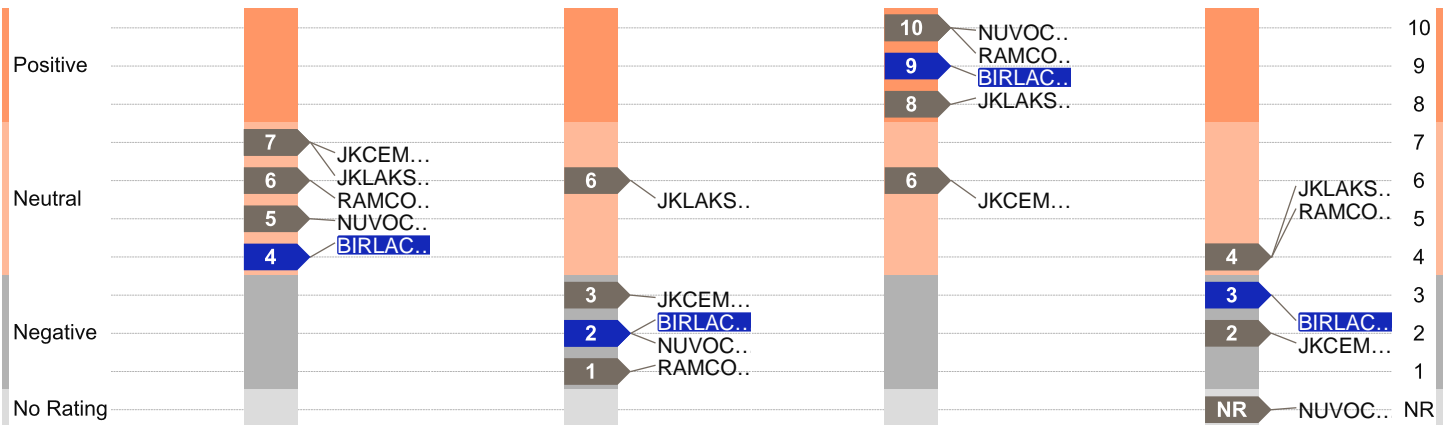 Positive
Neutral
Negative
No Rating
7
JKCEM...
JKLAKS..
6
RAMCO..
5
NUVOC..
4
BIRLAC..
6
JKLAKS..
3
JKCEM...
2
BIRLAC..
NUVOC..
1
RAMCO..
10
NUVOC..
RAMCO..
9
BIRLAC..
8
JKLAKS..
6
JKCEM...
JKLAKS..
RAMCO..
4
3
BIRLAC..
2
JKCEM...
NR
NUVOC..
10
9
8
7
6
5
4
3
2
1
NR